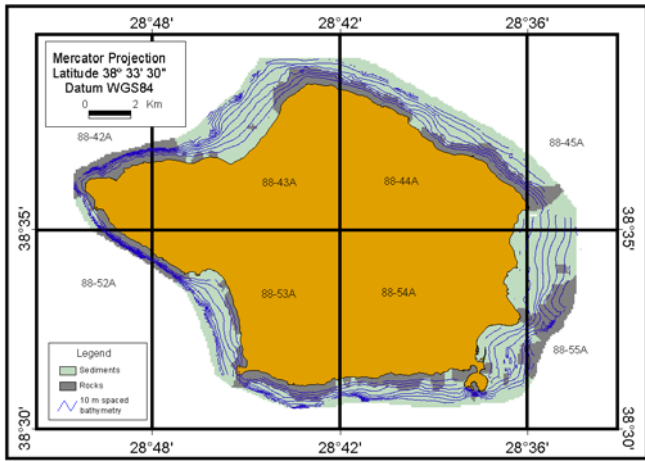 28°48' 28°42' 28°36'
Mercator Projection
Latitude 38º 33' 30"
Datum WGS84
0 2 Km
88-42A
88-45A
88-43A
88-44A
38°35' 38°35'
88-52A
88-53A
88-54A
88-55A
Legend
Sediments
Rocks
10 m spaced
bathymetry
38°30' 38°30'
28°48' 28°42' 28°36'